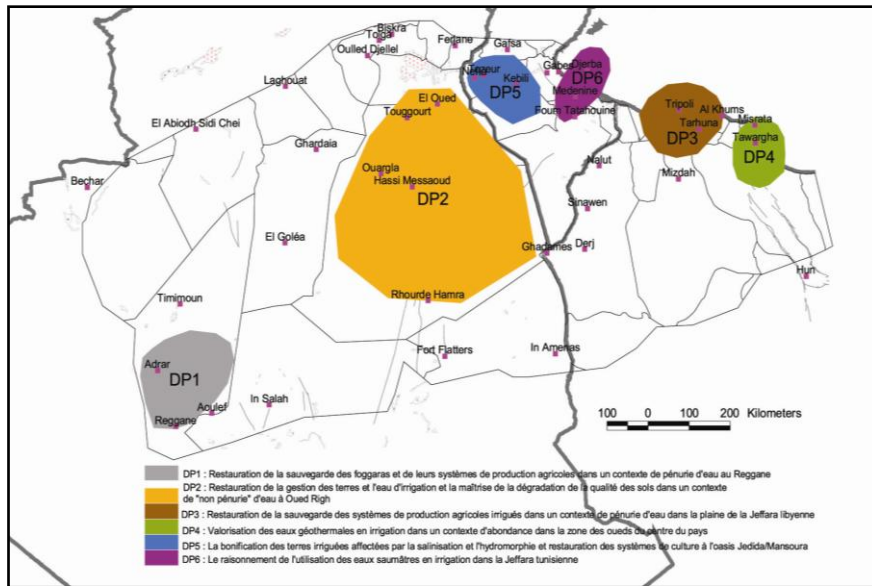 Biskra
Tolga
Ferjane
Gafsa
Oulled Djellel
Gabes
Djerba
Nefta
Tozeur
DP6
Kebili
Laghouat
DP5
Medenine
El Oued
Tripoli
Al Khums
Touggourt
Foum Tatahouine
Misrata
El Abiodh Sidi Chei
DP3
Tarhuna
Tawargha
Ghardaia
DP4
Ouargla
Nalut
Bechar
Hassi Messaoud
Mizdah
DP2
Sinawen
El Goléa
Ghadames
Derj
Hun
Rhourde Hamra
Timimoun
Fort Flatters
In Amenas
Adrar
DP1
Aoulef
In Salah
Reggane
100 0 100 200 Kilometers
DP1 : Restauration de la sauvegarde des foggaras et de leurs systèmes de production agricoles dans un contexte de pénurie d'eau au Reggane
DP2 : Restauration de la gestion des terres et l'eau d'irrigation et la maîtrise de la dégradation de la qualité des sols dans un contexte
de "non pénurie" d'eau à Oued Righ
DP3 : Restauration de la sauvegarde des systèmes de production agricoles irrigués dans un contexte de pénurie d'eau dans la plaine de la Jeffara libyenne
DP4 : Valorisation des eaux géothermales en irrigation dans un contexte d'abondance dans la zone des oueds du centre du pays
DP5 : La bonification des terres irriguées affectées par la salinisation et l'hydromorphie et restauration des systèmes de culture à l'oasis Jedida/Mansoura
DP6 : Le raisonnement de l'utilisation des eaux saumâtres en irrigation dans la Jeffara tunisienne